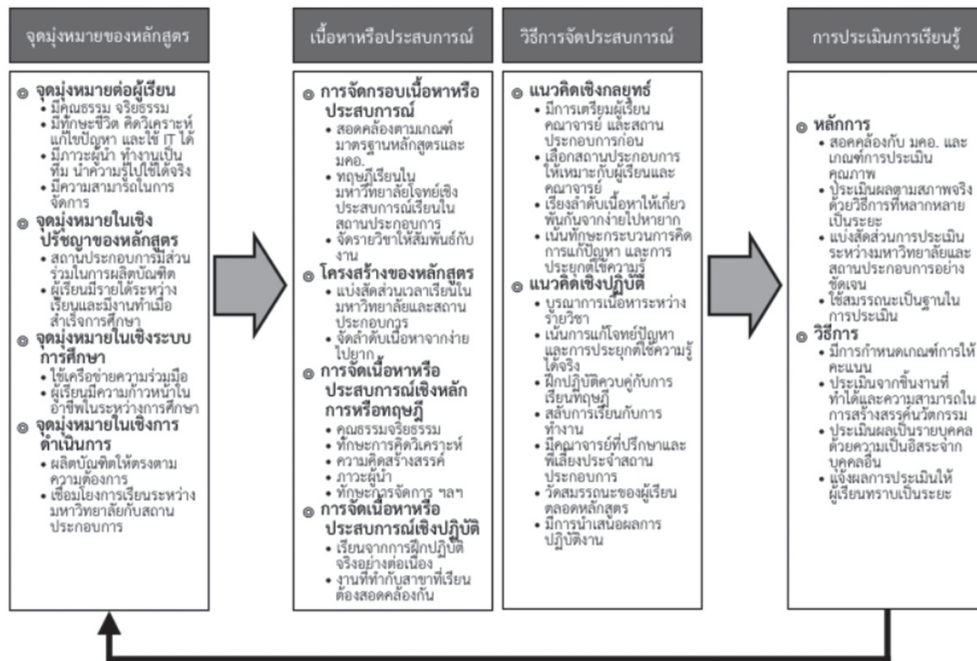 จุดมุ่งหมายของหลักสูตร
◎ จุดมุ่งหมายต่อผู้เรียน
• มีคุณธรรม จริยธรรม
• มีทักษะชีวิต คิดวิเคราะห์
แก้ไขปัญหา และใช้ IT ได้
• มีภาวะผู้นำ ทำงานเป็น
ทีม นำความรู้ไปใช้ได้จริง
• มีความสามารถในการ
จัดการ
◎ จุดมุ่งหมายในเชิง
ปรัชญาของหลักสูตร
• สถานประกอบการมีส่วน
ร่วมในการผลิตบัณฑิต
• ผู้เรียนมีรายได้ระหว่าง
เรียนและมีงานทำเมื่อ
สำเร็จการศึกษา
◎ จุดมุ่งหมายในเชิงระบบ
การศึกษา
• ใช้เครือข่ายความร่วมมือ
• ผู้เรียนมีความก้าวหน้าใน
อาชีพในระหว่างการศึกษา
◎ จุดมุ่งหมายในเชิงการ
ดำเนินการ
• ผลิตบัณฑิตให้ตรงตาม
ความต้องการ
• เชื่อมโยงการเรียนระหว่าง
มหาวิทยาลัยกับสถาน
ประกอบการ
เนื้อหาหรือประสบการณ์
◎ การจัดกรอบเนื้อหาหรือ
ประสบการณ์
• สอดคล้องตามเกณฑ์
มาตรฐานหลักสูตรและ
มคอ.
• ทฤษฎีเรียนใน
มหาวิทยาลัยโจทย์เชิง
ประสบการณ์เรียนใน
สถานประกอบการ
• จัดรายวิชาให้สัมพันธ์กับ
งาน
◎ โครงสร้างของหลักสูตร
• แบ่งสัดส่วนเวลาเรียนใน
มหาวิทยาลัยและสถาน
ประกอบการ
• จัดลำดับเนื้อหาจากง่าย
ไปยาก
◎ การจัดเนื้อหาหรือ
ประสบการณ์เชิงหลัก
การหรือทฤษฎี
• คุณธรรมจริยธรรม
• ทักษะการคิดวิเคราะห์
• ความคิดสร้างสรรค์
• ภาวะผู้นำ
• ทักษะการจัดการ ฯลฯ
◎ การจัดเนื้อหาหรือ
ประสบการณ์เชิงปฏิบัติ
• เรียนจากการฝึกปฏิบัติ
จริงอย่างต่อเนื่อง
• งานที่ทำกับสาขาที่เรียน
ต้องสอดคล้องกัน
วิธีการจัดประสบการณ์
◎ แนวคิดเชิงกลยุทธ์
• มีการเตรียมผู้เรียน
คณาจารย์ และสถาน
ประกอบการก่อน
• เลือกสถานประกอบการ
ให้เหมาะกับผู้เรียนและ
คณาจารย์
• เรียงลำดับเนื้อหาให้เกี่ยว
พันกันจากง่ายไปหายาก
• เน้นทักษะกระบวนการคิด
การแก้ปัญหา และการ
ประยุกต์ใช้ความรู้
◎ แนวคิดเชิงปฏิบัติ
• บูรณาการเนื้อหาระหว่าง
รายวิชา
• เน้นการแก้โจทย์ปัญหา
และการประยุกต์ใช้ความรู้
ได้จริง
• ฝึกปฏิบัติควบคู่กับการ
เรียนทฤษฎี
• สลับการเรียนกับการ
ทำงาน
• มีคณาจารย์ที่ปรึกษาและ
พี่เลี้ยงประจำสถาน
ประกอบการ
• วัดสมรรถนะของผู้เรียน
ตลอดหลักสูตร
• มีการนำเสนอผลการ
ปฏิบัติงาน
การประเมินการเรียนรู้
◎ หลักการ
• สอดคล้องกับ มคอ. และ
เกณฑ์การประเมิน
คุณภาพ
• ประเมินผลตามสภาพจริง
ด้วยวิธีการที่หลากหลาย
เป็นระยะ
• แบ่งสัดส่วนการประเมิน
ระหว่างมหาวิทยาลัยและ
สถานประกอบการอย่าง
ชัดเจน
• ใช้สมรรถนะเป็นฐานใน
การประเมิน
◎ วิธีการ
• มีการกำหนดเกณฑ์การให้
คะแนน
• ประเมินจากชิ้นงานที่
ทำได้และความสามารถใน
การสร้างสรรค์นวัตกรรม
• ประเมินผลเป็นรายบุคคล
ด้วยความเป็นอิสระจาก
บุคคลอื่น
• แจ้งผลการประเมินให้
ผู้เรียนทราบเป็นระยะ